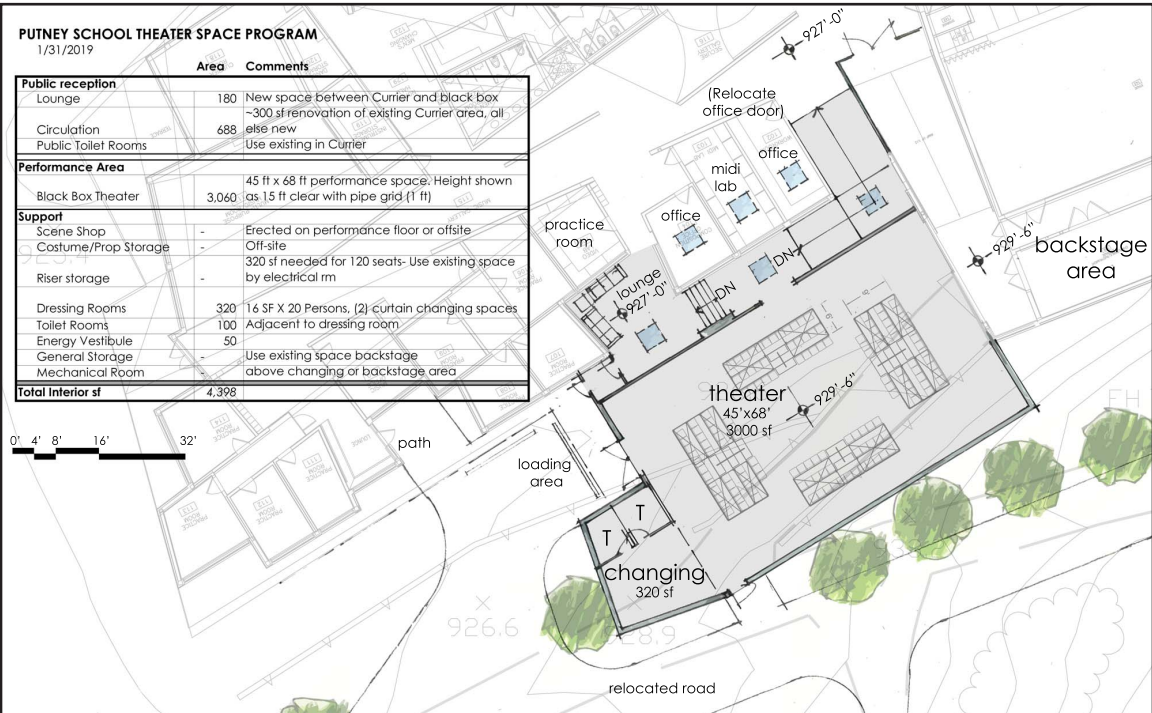 PUTNEY SCHOOL THEATER SPACE PROGRAM
1/31/2019
Area Comments
Public reception
Lounge 180 New space between Currier and black box
Circulation 688 ~300 sf renovation of existing Currier area, all
else new
Public Toilet Rooms Use existing in Currier
Performance Area
Black Box Theater 3,060 45 ft x 68 ft performance space. Height shown
as 15 ft clear with pipe grid (1 ft)
Support
Scene Shop - Erected on performance floor or offsite
Costume/Prop Storage - Off-site
Riser storage - 320 sf needed for 120 seats- Use existing space
by electrical rm
Dressing Rooms 320 16 SF X 20 Persons, (2) curtain changing spaces
Toilet Rooms 100 Adjacent to dressing room
Energy Vestibule 50
General Storage - Use existing space backstage
Mechanical Room - above changing or backstage area
Total Interior sf 4,398
0' 4' 8' 16' 32'
927'-0"
(Relocate
office door)
office
midi
lab
office
practice
room
lounge
927'-0"
DN
DN
929'-6"
backstage
area
theater
45'x68'
3000 sf
929'-6"
path
loading
area
T
T
changing
320 sf
926.6
928.9
FH
relocated road